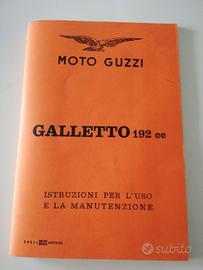 MOTO GUZZI
GALLETTO 192 cc
ISTRUZIONI PER L'USO
E LA MANUTENZIONE
subito